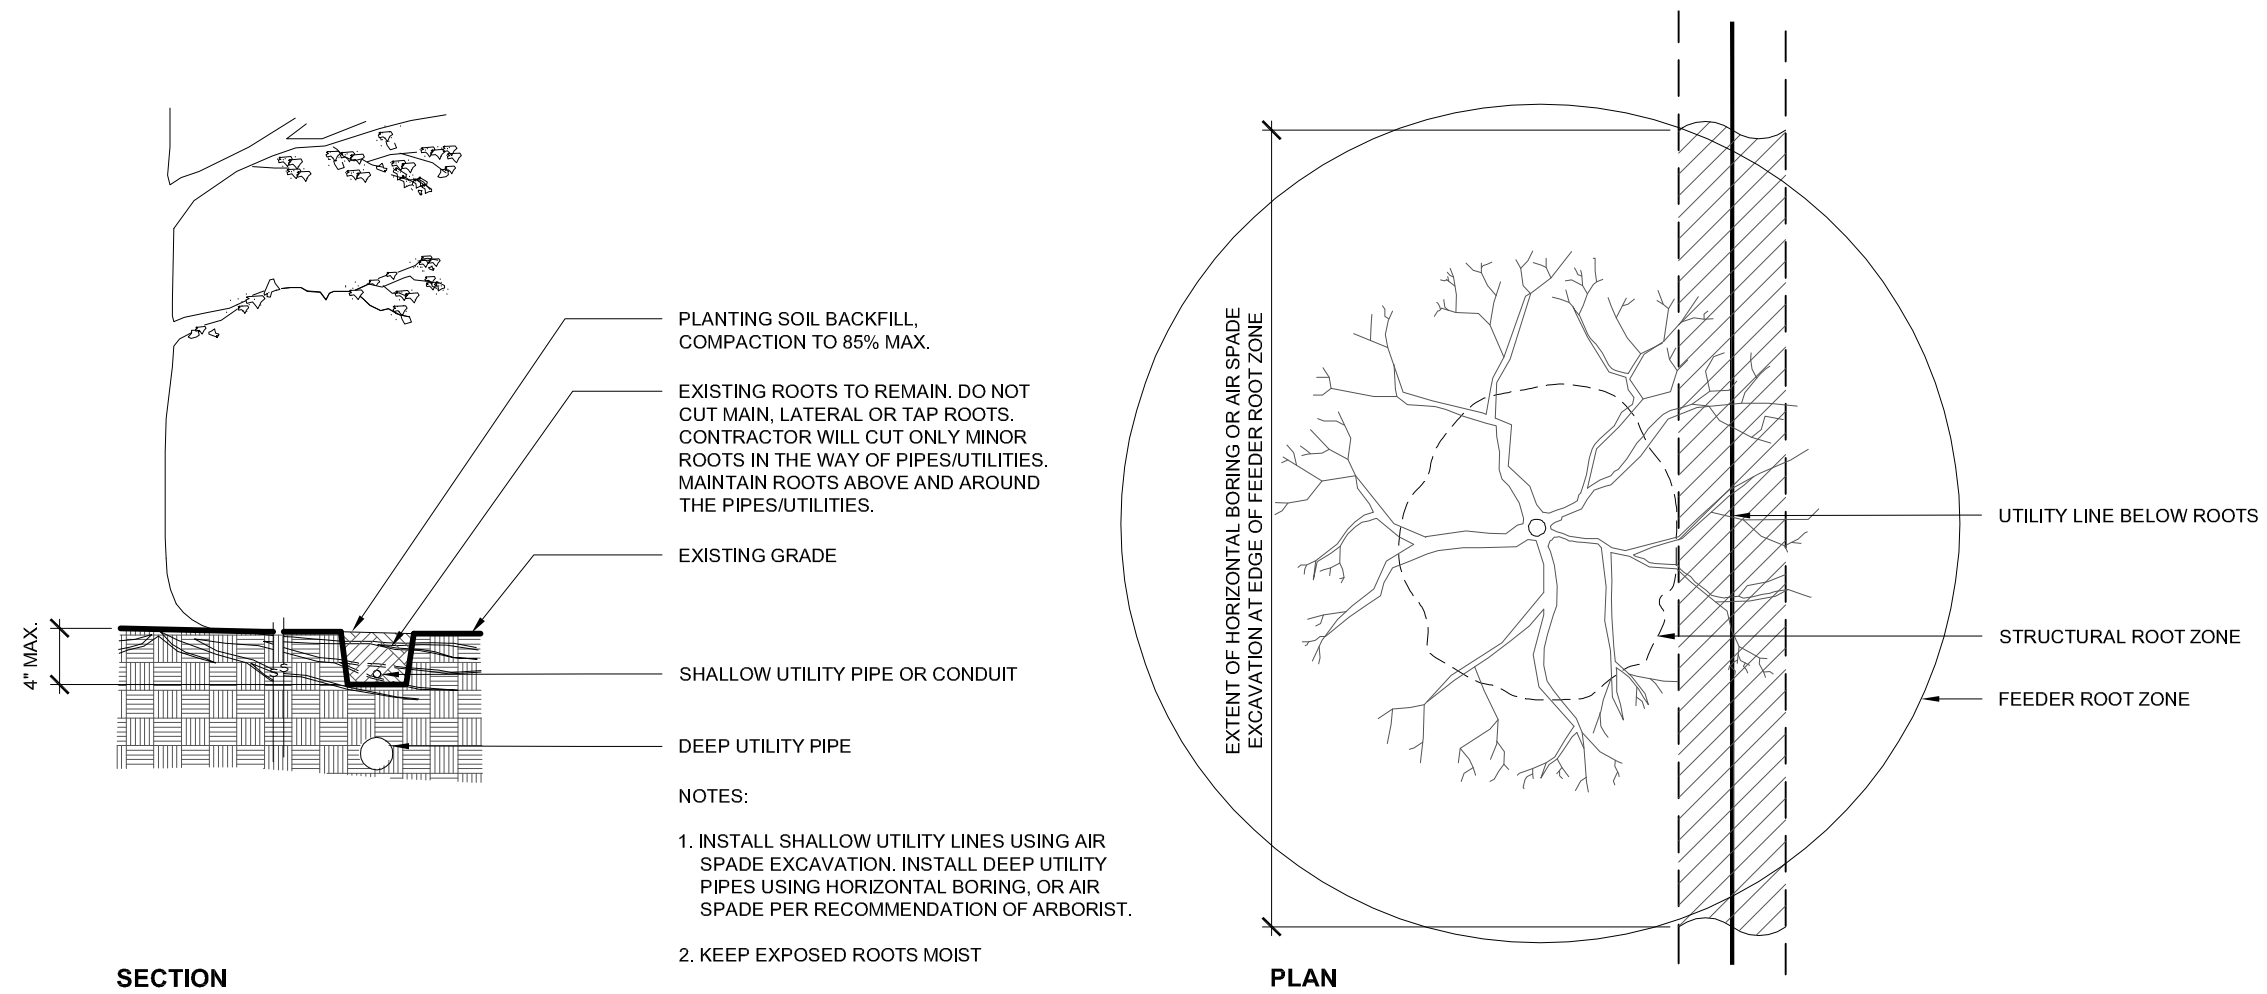 PLANTING SOIL BACKFILL,
COMPACTION TO 85% MAX.
EXISTING ROOTS TO REMAIN. DO NOT
CUT MAIN, LATERAL OR TAP ROOTS.
CONTRACTOR WILL CUT ONLY MINOR
ROOTS IN THE WAY OF PIPES/UTILITIES.
MAINTAIN ROOTS ABOVE AND AROUND
THE PIPES/UTILITIES.
EXISTING GRADE
4" MAX.
S S
SHALLOW UTILITY PIPE OR CONDUIT
DEEP UTILITY PIPE
NOTES:
1. INSTALL SHALLOW UTILITY LINES USING AIR
SPADE EXCAVATION. INSTALL DEEP UTILITY
PIPES USING HORIZONTAL BORING, OR AIR
SPADE PER RECOMMENDATION OF ARBORIST.
2. KEEP EXPOSED ROOTS MOIST
SECTION
EXTENT OF HORIZONTAL BORING OR AIR SPADE
EXCAVATION AT EDGE OF FEEDER ROOT ZONE
UTILITY LINE BELOW ROOTS
STRUCTURAL ROOT ZONE
FEEDER ROOT ZONE
PLAN